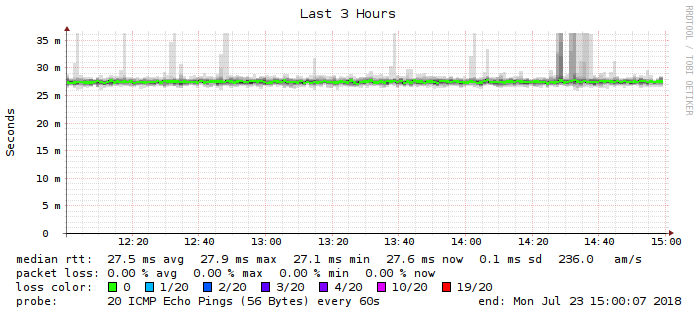 Last 3 Hours
RRDTOOL / TOBI OETIKER
Seconds
35 m
30 m
25 m
20 m
15 m
10 m
5 m
0
12:20 12:40 13:00 13:20 13:40 14:00 14:20 14:40 15:00
median rtt: 27.5 ms avg 27.9 ms max 27.1 ms min 27.6 ms now 0.1 ms sd 236.0 am/s
packet loss: 0.00 % avg 0.00 % max 0.00 % min 0.00 % now
loss color: 0 1/20 2/20 3/20 4/20 10/20 19/20
probe: 20 ICMP Echo Pings (56 Bytes) every 60s end: Mon Jul 23 15:00:07 2018